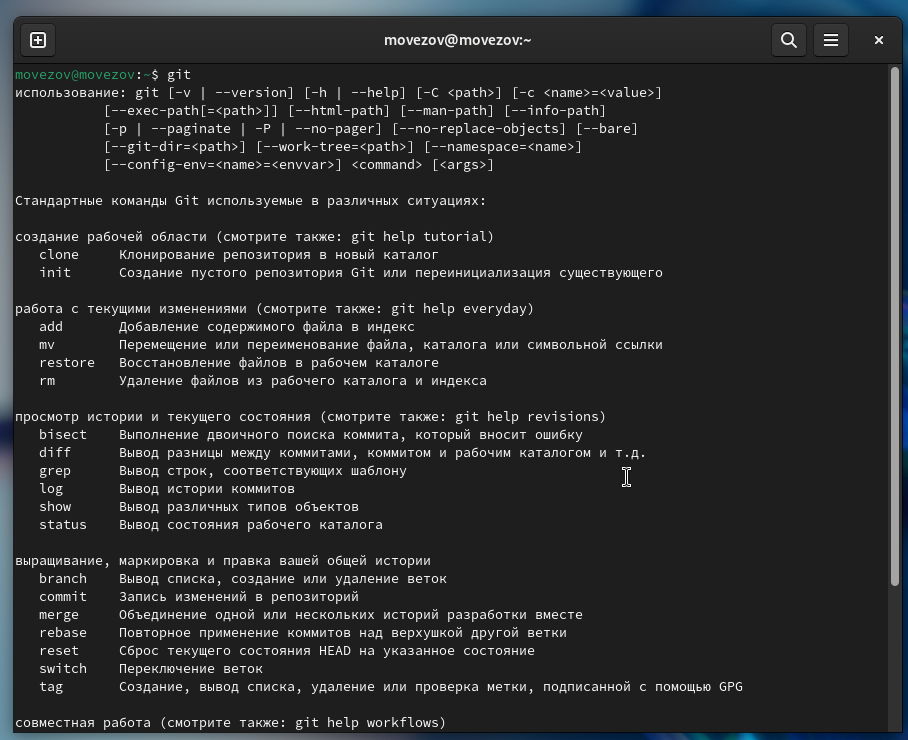 movezov@movezov:~
movezov@movezov:~$ git
использование: git [-v | --version] [-h | --help] [-C <path>] [-c <name>=<value>]
           [--exec-path[=<path>]] [--html-path] [--man-path] [--info-path]
           [-p | --paginate | -P | --no-pager] [--no-replace-objects] [--bare]
           [--git-dir=<path>] [--work-tree=<path>] [--namespace=<name>]
           [--config-env=<name>=<envvar>] <command> [<args>]

Стандартные команды Git используемые в различных ситуациях:

создание рабочей области (смотрите также: git help tutorial)
   clone     Клонирование репозитория в новый каталог
   init      Создание пустого репозитория Git или переинициализация существующего

работа с текущими изменениями (смотрите также: git help everyday)
   add       Добавление содержимого файла в индекс
   mv        Перемещение или переименование файла, каталога или символьной ссылки
   restore   Восстановление файлов в рабочем каталоге
   rm        Удаление файлов из рабочего каталога и индекса

просмотр истории и текущего состояния (смотрите также: git help revisions)
   bisect    Выполнение двоичного поиска коммита, который вносит ошибку
   diff      Вывод разницы между коммитами, коммитом и рабочим каталогом и т.д.
   grep      Вывод строк, соответствующих шаблону
   log       Вывод истории коммитов
   show      Вывод различных типов объектов
   status    Вывод состояния рабочего каталога

выращивание, маркировка и правка вашей общей истории
   branch    Вывод списка, создание или удаление веток
   commit    Запись изменений в репозиторий
   merge     Объединение одной или нескольких историй разработки вместе
   rebase    Повторное применение коммитов над верхушкой другой ветки
   reset     Сброс текущего состояния HEAD на указанное состояние
   switch    Переключение веток
   tag       Создание, вывод списка, удаление или проверка метки, подписанной с помощью GPG

совместная работа (смотрите также: git help workflows)